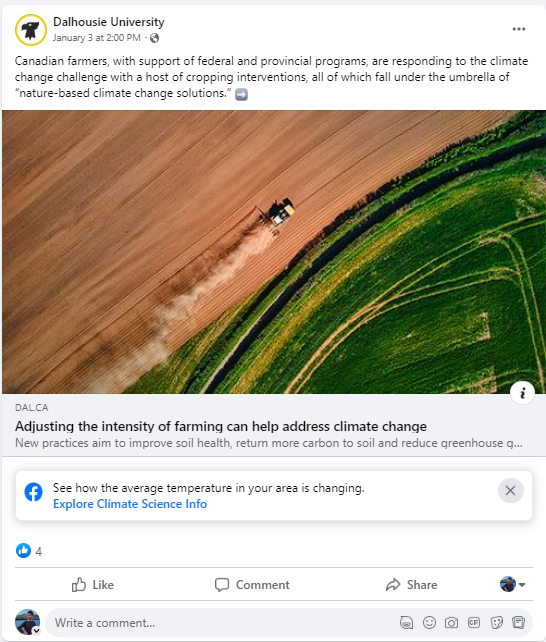 Dalhousie University
January 3 at 2:00 PM ·
Canadian farmers, with support of federal and provincial programs, are responding to the climate
change challenge with a host of cropping interventions, all of which fall under the umbrella of
“nature-based climate change solutions.”
DAL.CA
Adjusting the intensity of farming can help address climate change
New practices aim to improve soil health, return more carbon to soil and reduce greenhouse g...
See how the average temperature in your area is changing.
Explore Climate Science Info
4
Like
Comment
Share
Write a comment...
GIF